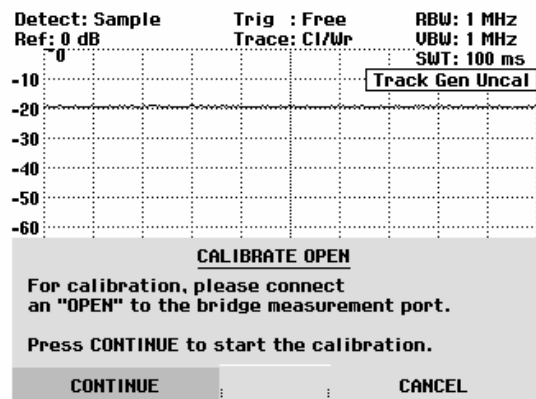 Detect: Sample Trig : Free RBW: 1 MHz
Ref: 0 dB Trace: Cl/Wr VBW: 1 MHz
0 SWT: 100 ms
Track Gen Uncal
-10
-20
-30
-40
-50
-60
CALIBRATE OPEN
For calibration, please connect
an "OPEN" to the bridge measurement port.
Press CONTINUE to start the calibration.
CONTINUE CANCEL